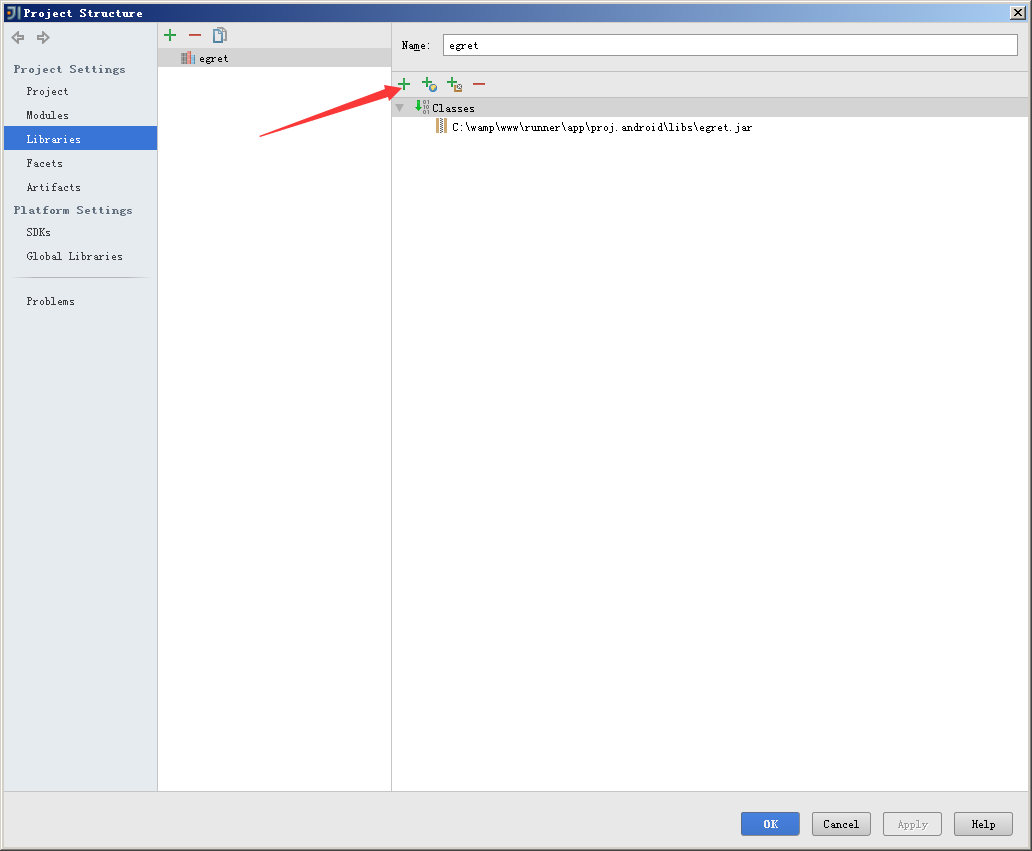 Project Structure
Project Settings
Project
Modules
Libraries
Facets
Artifacts
Platform Settings
SDKs
Global Libraries
Problems
egret
Name: egret
Classes
C:\wamp\www\runner\app\proj.android\libs\egret.jar
OK Cancel Apply Help